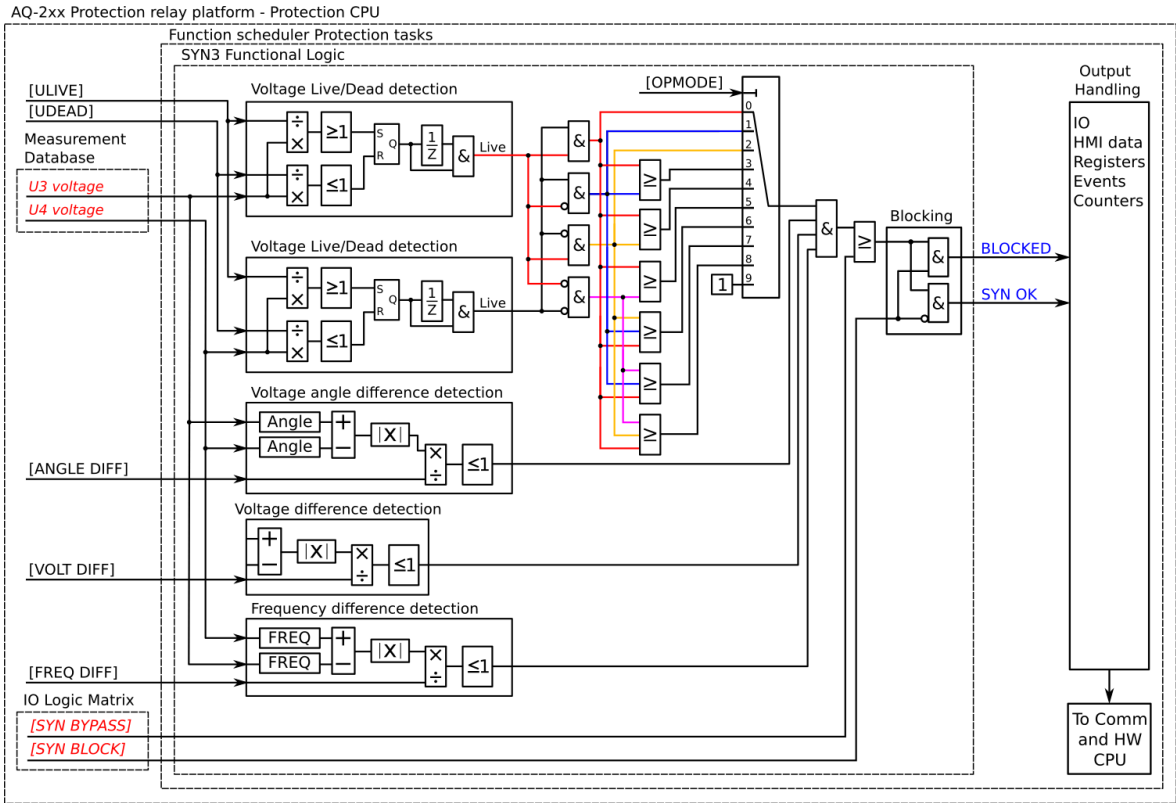 AQ-2xx Protection relay platform - Protection CPU
Function scheduler Protection tasks
SYN3 Functional Logic
[ULIVE]
[UDEAD]
Measurement
Database
U3 voltage
U4 voltage
Voltage Live/Dead detection
÷
×
≥1
÷
×
≤1
S
Q
R
1
Z
&
Live
Voltage Live/Dead detection
÷
×
≥1
÷
×
≤1
S
Q
R
1
Z
&
Live
&
&
&
&
≥
≥
≥
≥
≥
≥
[OPMODE]
0
1
2
3
4
5
6
7
8
9
1
&
≥
Blocking
&
&
BLOCKED
SYN OK
Output
Handling
IO
HMI data
Registers
Events
Counters
To Comm
and HW
CPU
Voltage angle difference detection
Angle
Angle
+
−
|X|
×
÷
≤1
[ANGLE DIFF]
Voltage difference detection
+
−
|X|
×
÷
≤1
[VOLT DIFF]
Frequency difference detection
FREQ
FREQ
+
−
|X|
×
÷
≤1
[FREQ DIFF]
IO Logic Matrix
[SYN BYPASS]
[SYN BLOCK]